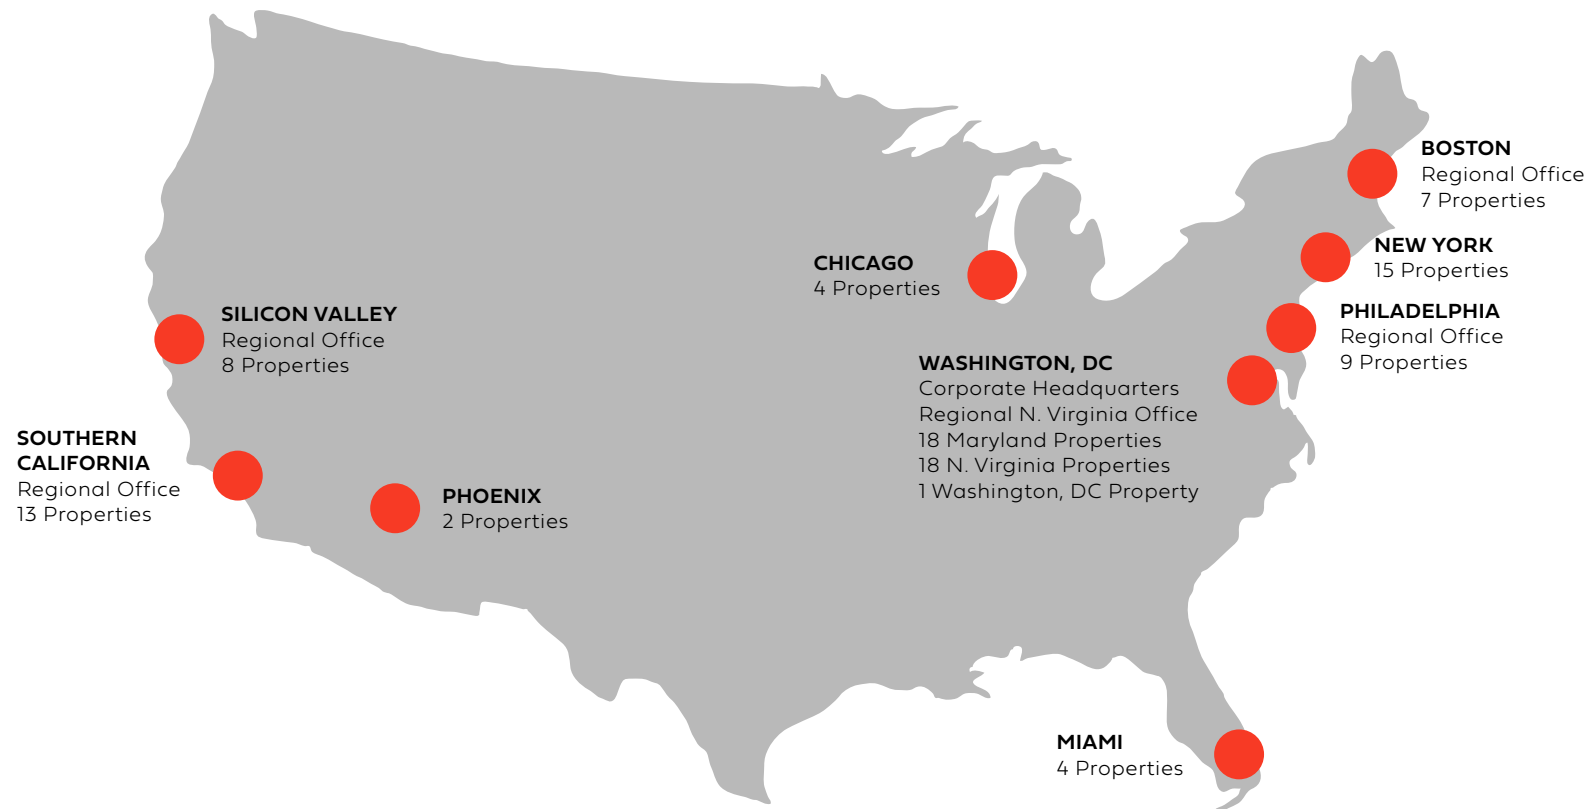 BOSTON
Regional Office
7 Properties
NEW YORK
15 Properties
CHICAGO
4 Properties
SILICON VALLEY
Regional Office
8 Properties
PHILADELPHIA
Regional Office
9 Properties
WASHINGTON, DC
Corporate Headquarters
Regional N. Virginia Office
18 Maryland Properties
18 N. Virginia Properties
1 Washington, DC Property
SOUTHERN
CALIFORNIA
Regional Office
13 Properties
PHOENIX
2 Properties
MIAMI
4 Properties